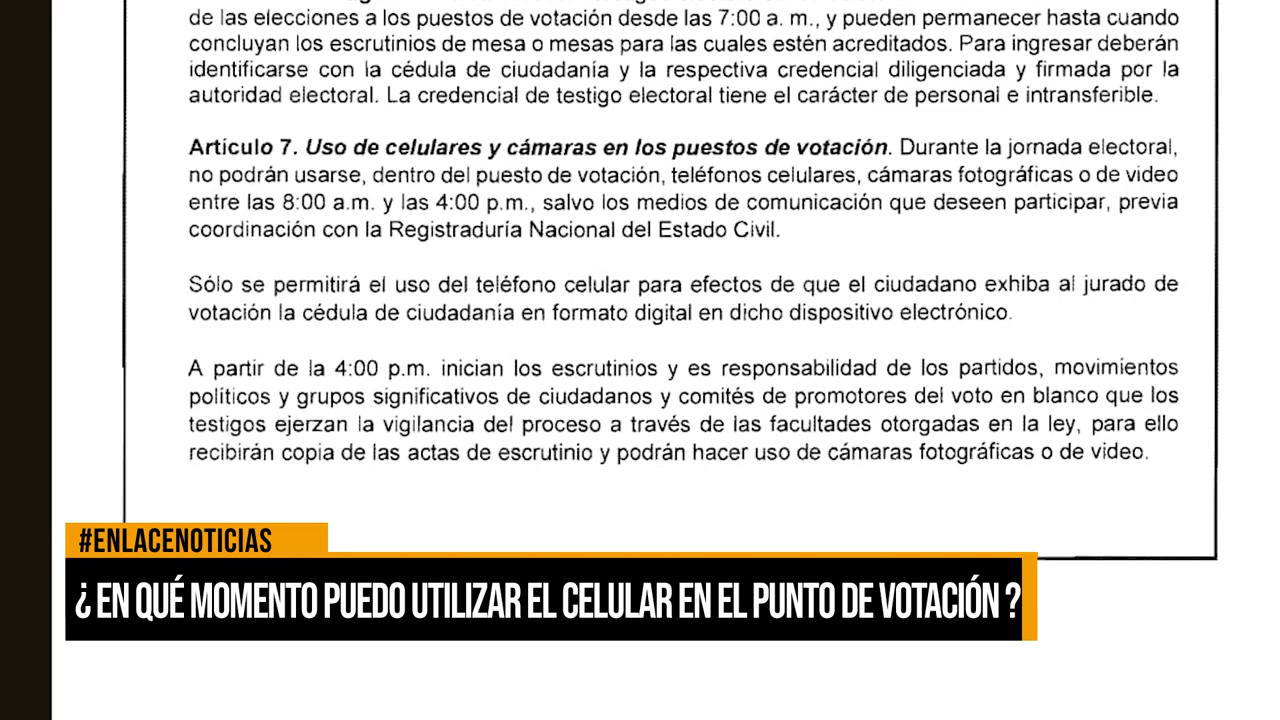 de las elecciones a los puestos de votación desde las 7:00 a. m., y pueden permanecer hasta cuando
concluyan los escrutinios de mesa o mesas para las cuales estén acreditados. Para ingresar deberán
identificarse con la cédula de ciudadanía y la respectiva credencial diligenciada y firmada por la
autoridad electoral. La credencial de testigo electoral tiene el carácter de personal e intransferible.
Artículo 7. Uso de celulares y cámaras en los puestos de votación. Durante la jornada electoral,
no podrán usarse, dentro del puesto de votación, teléfonos celulares, cámaras fotográficas o de video
entre las 8:00 a.m. y las 4:00 p.m., salvo los medios de comunicación que deseen participar, previa
coordinación con la Registraduría Nacional del Estado Civil.
Sólo se permitirá el uso del teléfono celular para efectos de que el ciudadano exhiba al jurado de
votación la cédula de ciudadanía en formato digital en dicho dispositivo electrónico.
A partir de la 4:00 p.m. inician los escrutinios y es responsabilidad de los partidos, movimientos
políticos y grupos significativos de ciudadanos y comités de promotores del voto en blanco que los
testigos ejerzan la vigilancia del proceso a través de las facultades otorgadas en la ley, para ello
recibirán copia de las actas de escrutinio y podrán hacer uso de cámaras fotográficas o de video.
#ENLACENOTICIAS
¿ EN QUÉ MOMENTO PUEDO UTILIZAR EL CELULAR EN EL PUNTO DE VOTACIÓN ?